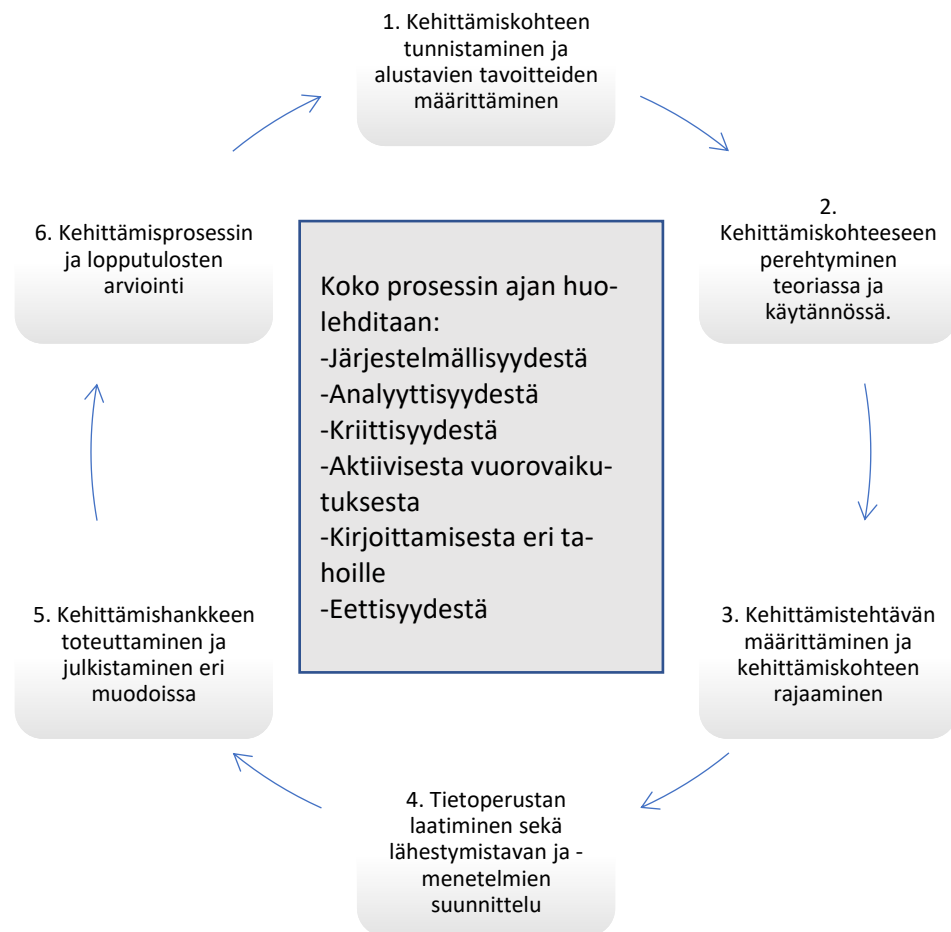 1. Kehittämiskohteen
tunnistaminen ja
alustavien tavoitteiden
määrittäminen
2.
Kehittämiskohteeseen
perehtyminen
teoriassa ja
käytännössä.
3. Kehittämistehtävän
määrittäminen ja
kehittämiskohteen
rajaaminen
4. Tietoperustan
laatiminen sekä
lähestymistavan ja -
menetelmien
suunnittelu
5. Kehittämishankkeen
toteuttaminen ja
julkistaminen eri
muodoissa
6. Kehittämisprosessin
ja lopputulosten
arviointi
Koko prosessin ajan huo-
lehditaan:
-Järjestelmällisyydestä
-Analyyttisyydestä
-Kriittisyydestä
-Aktiivisesta vuorovaiku-
tuksesta
-Kirjoittamisesta eri ta-
hoille
-Eettisyydestä